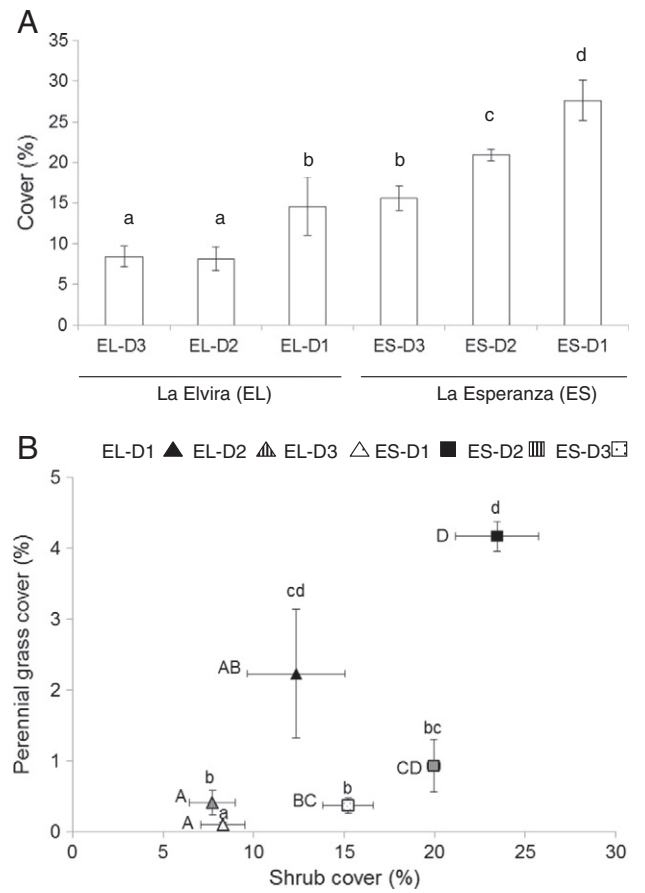 A
35
30
25
20
15
10
5
0
Cover (%)
a
a
b
b
c
d
EL-D3 EL-D2 EL-D1 ES-D3 ES-D2 ES-D1
La Elvira (EL) La Esperanza (ES)
B
EL-D1 EL-D2 EL-D3 ES-D1 ES-D2 ES-D3
5
4
3
2
1
0
Perennial grass cover (%)
d
D
cd
AB
bc
CD
b
A
a
A
b
BC
0 5 10 15 20 25 30
Shrub cover (%)